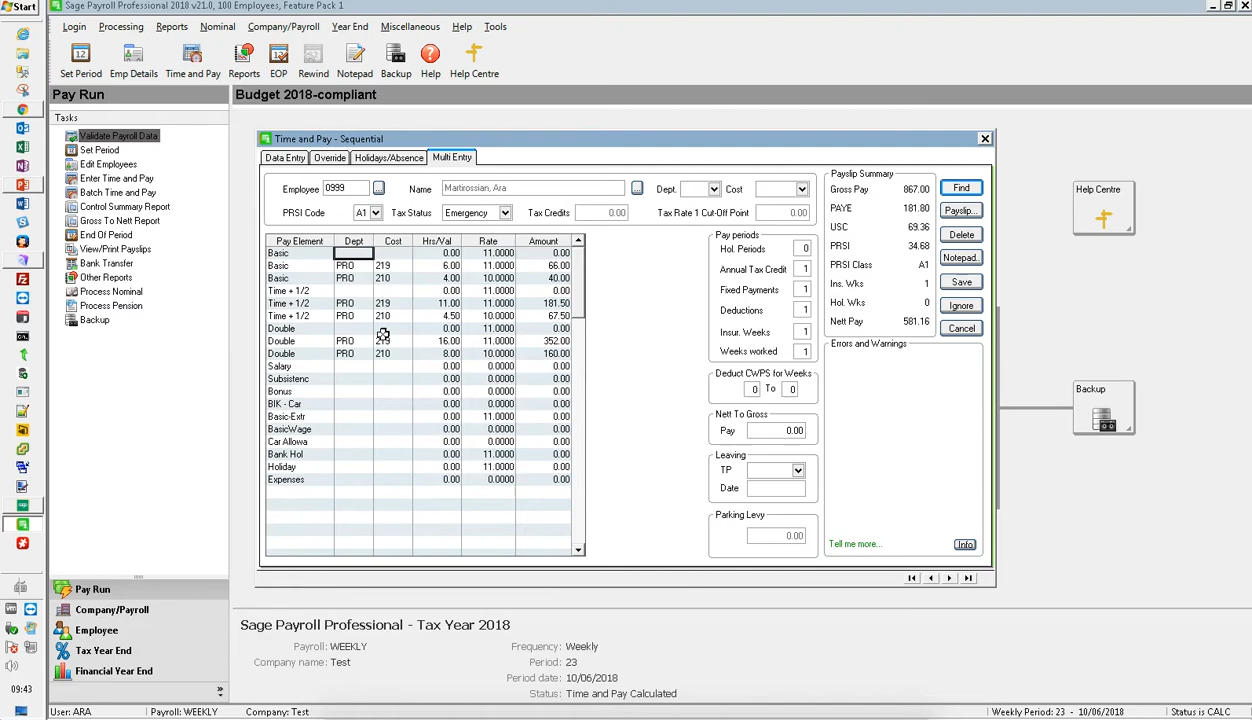 Start
Sage Payroll Professional 2018 v21.0, 100 Employees, Feature Pack 1
Login Processing Reports Nominal Company/Payroll Year End Miscellaneous Help Tools
Set Period Emp Details Time and Pay Reports EOP Rewind Notepad Backup Help Help Centre
Pay Run
Budget 2018-compliant
Tasks
Validate Payroll Data
Set Period
Edit Employees
Enter Time and Pay
Batch Time and Pay
Control Summary Report
Gross To Nett Report
End Of Period
View/Print Payslips
Bank Transfer
Other Reports
Process Nominal
Process Pension
Backup
Time and Pay - Sequential
Data Entry Override Holidays/Absence Multi Entry
Employee 0999 ... Name Martirossian, Ara ... Dept. Cost
PRSI Code A1 Tax Status Emergency Tax Credits 0.00 Tax Rate 1 Cut-Off Point 0.00
Pay Element Dept Cost Hrs/Val Rate Amount
Basic 0.00 11.0000 0.00
Basic PRO 219 6.00 11.0000 66.00
Basic PRO 210 4.00 10.0000 40.00
Time + 1/2 0.00 11.0000 0.00
Time + 1/2 PRO 219 11.00 11.0000 181.50
Time + 1/2 PRO 210 4.50 10.0000 67.50
Double 0.00 11.0000 0.00
Double PRO 219 16.00 11.0000 352.00
Double PRO 210 8.00 10.0000 160.00
Salary 0.00 0.0000 0.00
Subsistenc 0.00 0.0000 0.00
Bonus 0.00 0.0000 0.00
BIK - Car 0.00 0.0000 0.00
Basic-Extr 0.00 11.0000 0.00
BasicWage 0.00 0.0000 0.00
Car Allowa 0.00 0.0000 0.00
Bank Hol 0.00 11.0000 0.00
Holiday 0.00 11.0000 0.00
Expenses 0.00 0.0000 0.00
Pay periods
Hol. Periods 0
Annual Tax Credit 1
Fixed Payments 1
Deductions 1
Insur. Weeks 1
Weeks worked 1
Deduct CWPS for Weeks
0 To 0
Nett To Gross
Pay 0.00
Leaving
TP
Date
Parking Levy
0.00
Payslip Summary
Gross Pay 867.00
PAYE 181.80
USC 69.36
PRSI 34.68
PRSI Class A1
Ins. Wks 1
Hol. Wks 0
Nett Pay 581.16
Find
Payslip...
Delete
Notepad..
Save
Ignore
Cancel
Errors and Warnings
Tell me more... Info
Help Centre
Backup
Pay Run
Company/Payroll
Employee
Tax Year End
Financial Year End
»
Sage Payroll Professional - Tax Year 2018
Payroll: WEEKLY Frequency: Weekly
Company name: Test Period: 23
Period date: 10/06/2018
Status: Time and Pay Calculated
09:43
User: ARA Payroll: WEEKLY Company: Test Weekly Period: 23 - 10/06/2018 Status is CALC